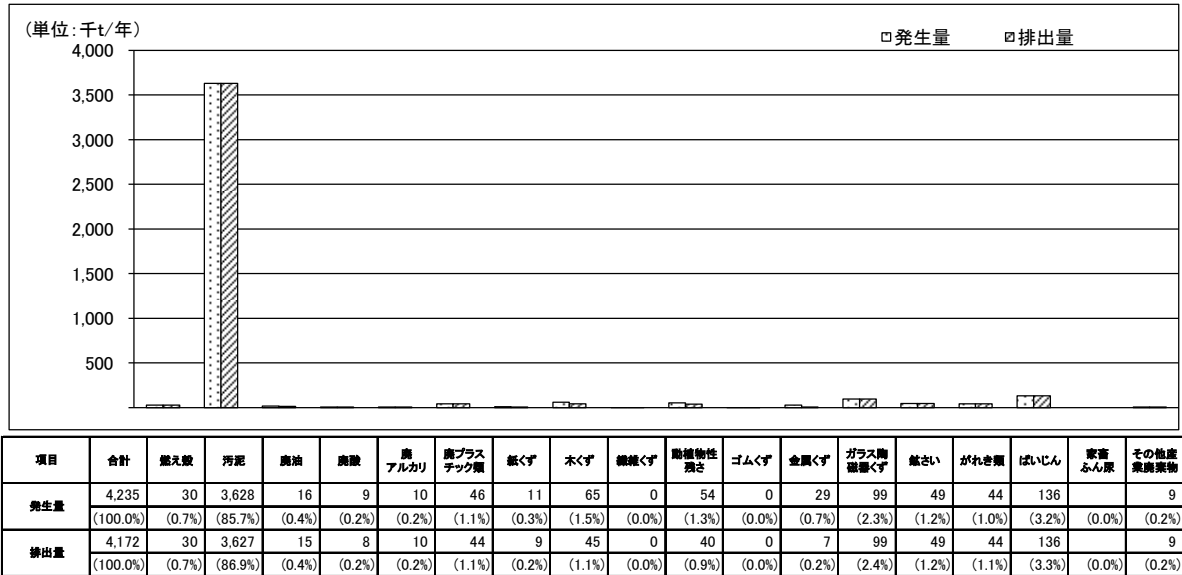 (単位:千t/年)
発生量 排出量
4,000
3,500
3,000
2,500
2,000
1,500
1,000
500
項目 合計 燃え殻 汚泥 廃油 廃酸 廃アルカリ 廃プラスチック類 紙くず 木くず 繊維くず 動植物性残さ ゴムくず 金属くず ガラス陶磁器くず 鉱さい がれき類 ばいじん 家畜ふん尿 その他産業廃棄物
発生量 4,235 30 3,628 16 9 10 46 11 65 0 54 0 29 99 49 44 136 9
(100.0%) (0.7%) (85.7%) (0.4%) (0.2%) (0.2%) (1.1%) (0.3%) (1.5%) (0.0%) (1.3%) (0.0%) (0.7%) (2.3%) (1.2%) (1.0%) (3.2%) (0.0%) (0.2%)
排出量 4,172 30 3,627 15 8 10 44 9 45 0 40 0 7 99 49 44 136 9
(100.0%) (0.7%) (86.9%) (0.4%) (0.2%) (0.2%) (1.1%) (0.2%) (1.1%) (0.0%) (0.9%) (0.0%) (0.2%) (2.4%) (1.2%) (1.1%) (3.3%) (0.0%) (0.2%)